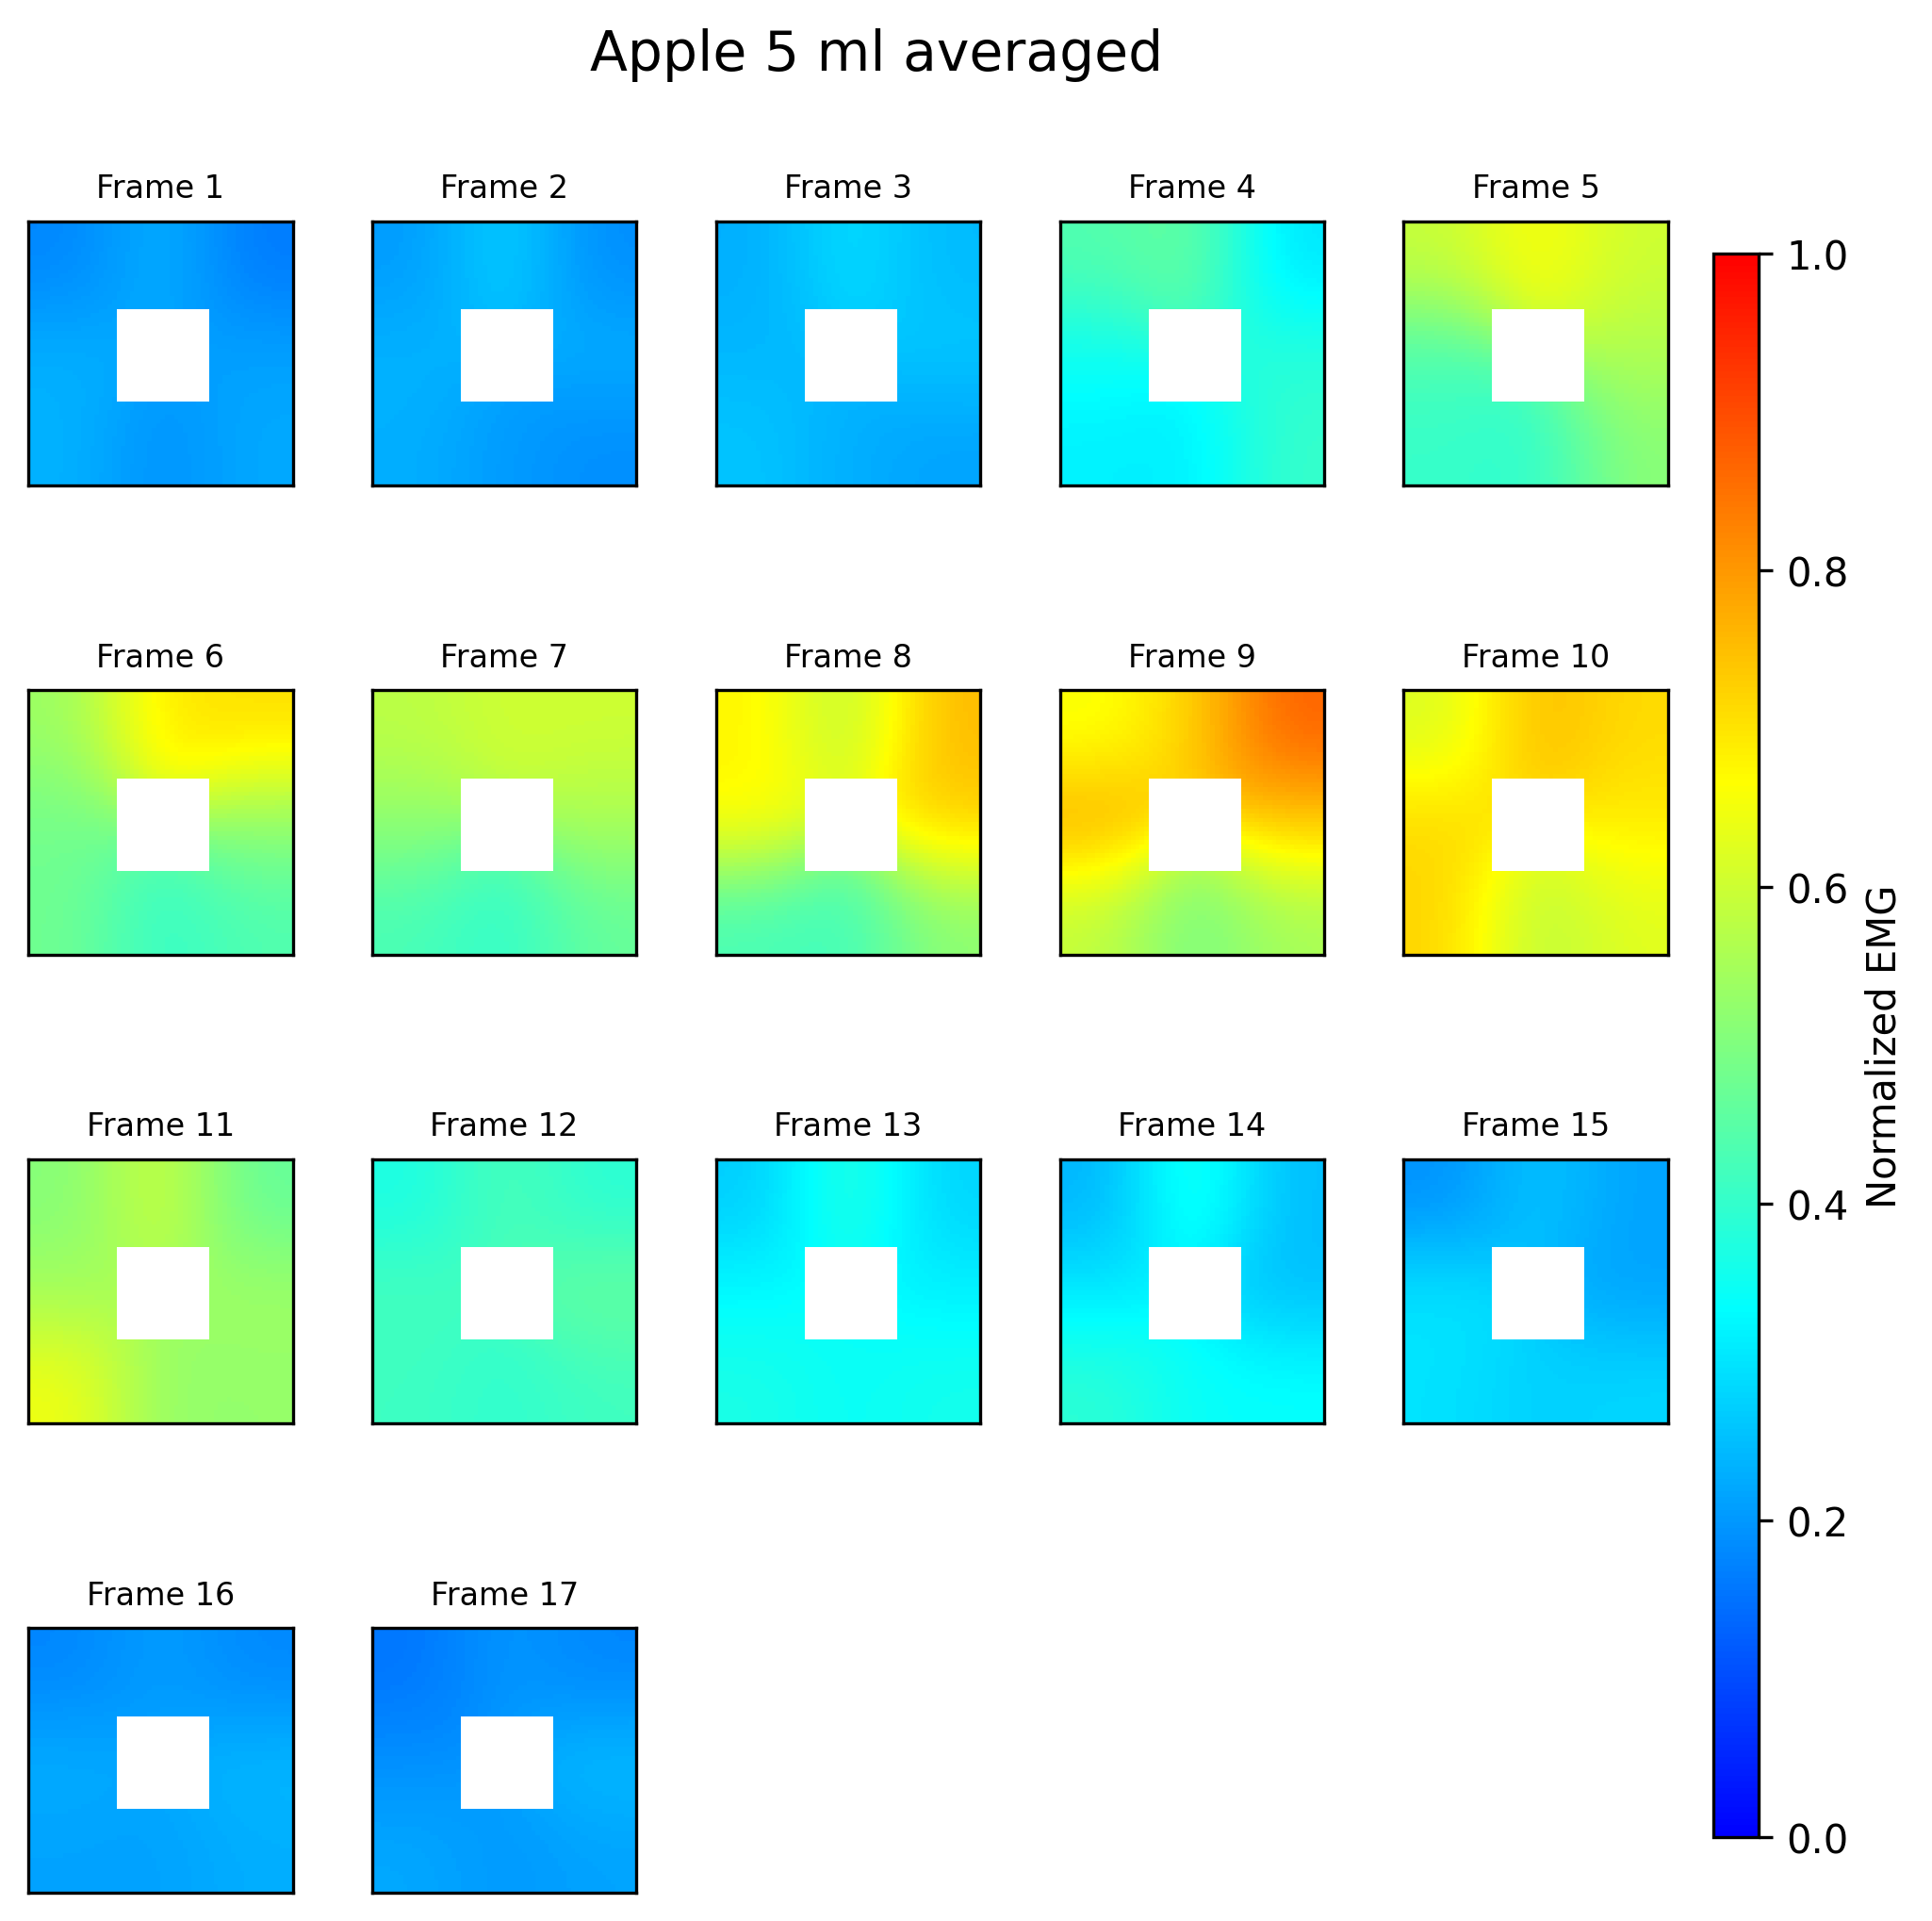 Apple 5 ml averaged
Frame 1
Frame 2
Frame 3
Frame 4
Frame 5
Frame 6
Frame 7
Frame 8
Frame 9
Frame 10
Frame 11
Frame 12
Frame 13
Frame 14
Frame 15
Frame 16
Frame 17
1.0
0.8
0.6
0.4
0.2
0.0
Normalized EMG